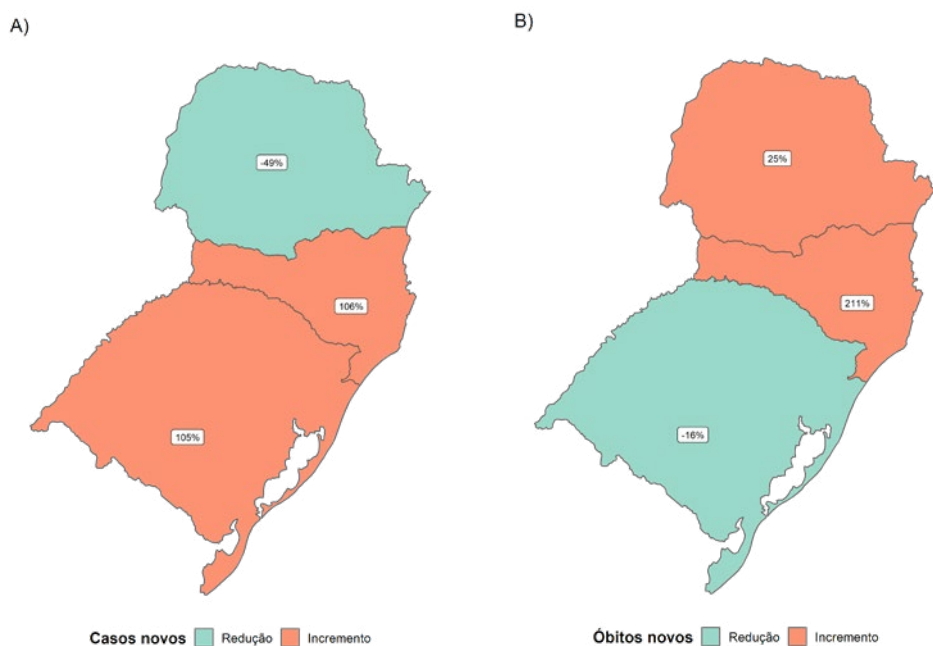 A)
-49%
106%
105%
Casos novos Redução Incremento
B)
25%
211%
-16%
Óbitos novos Redução Incremento